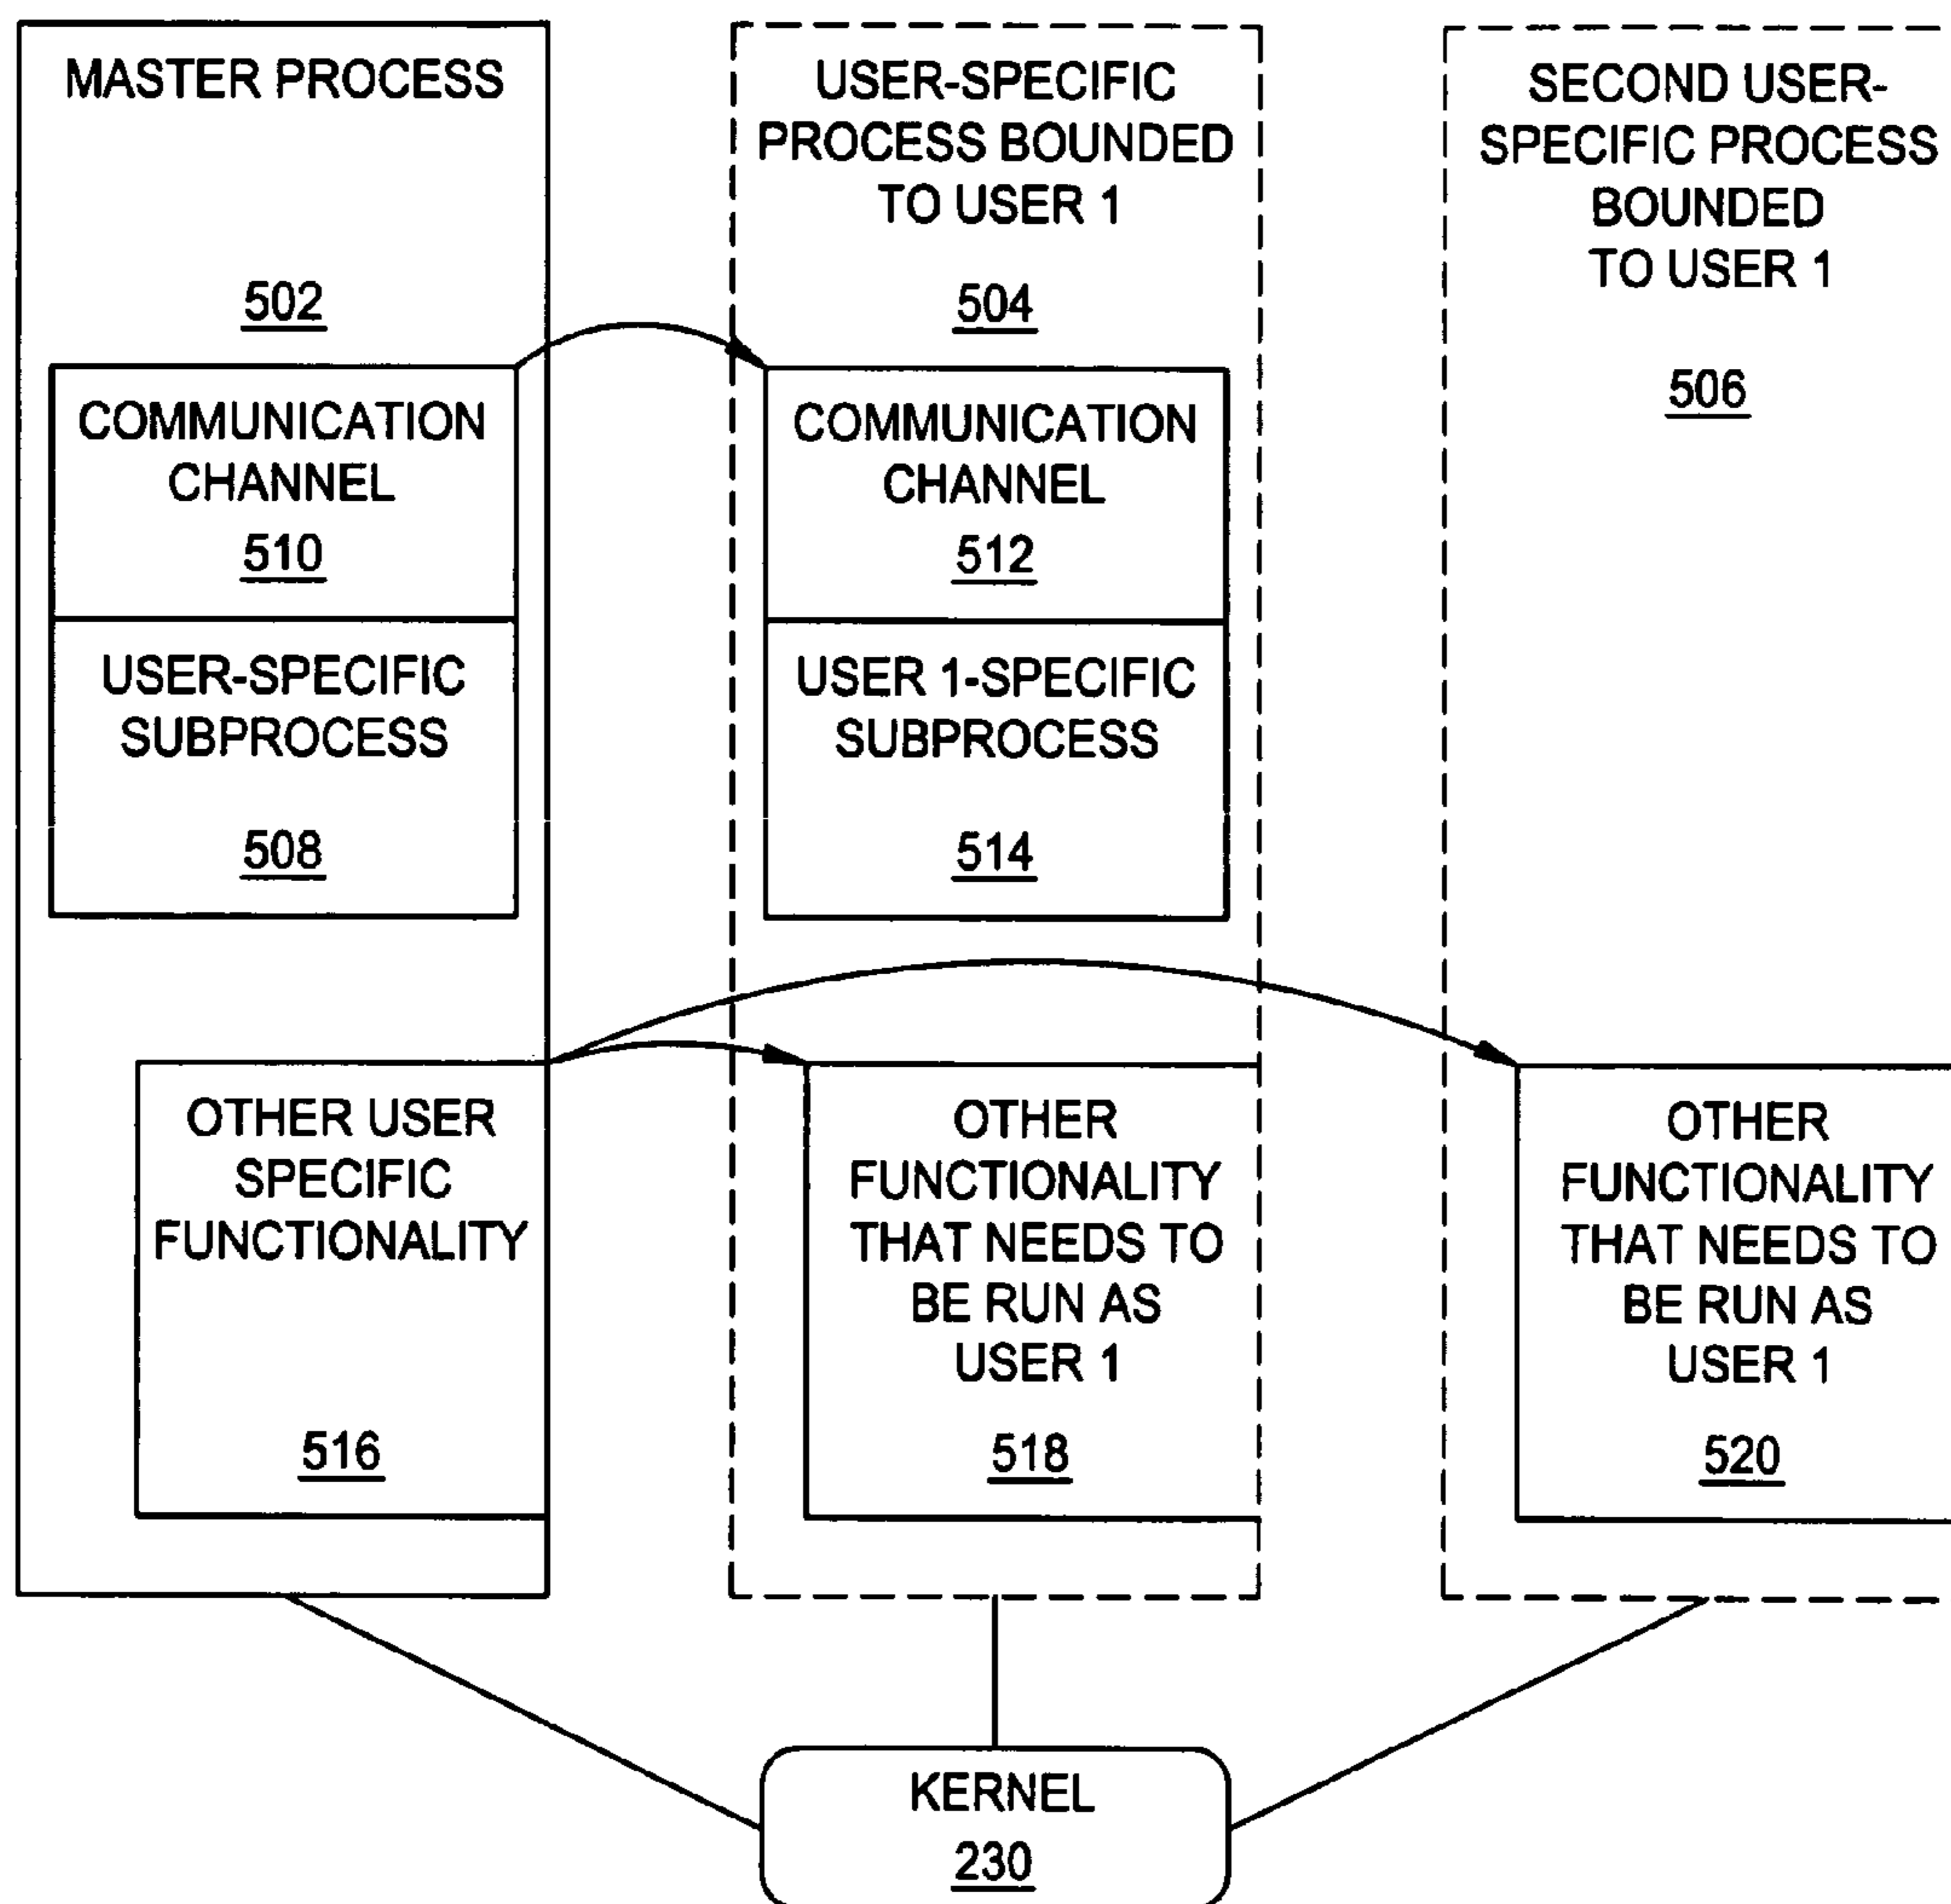 MASTER PROCESS
502
COMMUNICATION
CHANNEL
510
USER-SPECIFIC
SUBPROCESS
508
OTHER USER
SPECIFIC
FUNCTIONALITY
516
USER-SPECIFIC
PROCESS BOUNDED
TO USER 1
504
COMMUNICATION
CHANNEL
512
USER 1-SPECIFIC
SUBPROCESS
514
OTHER
FUNCTIONALITY
THAT NEEDS TO
BE RUN AS
USER 1
518
SECOND USER-
SPECIFIC PROCESS
BOUNDED
TO USER 1
506
OTHER
FUNCTIONALITY
THAT NEEDS TO
BE RUN AS
USER 1
520
KERNEL
230